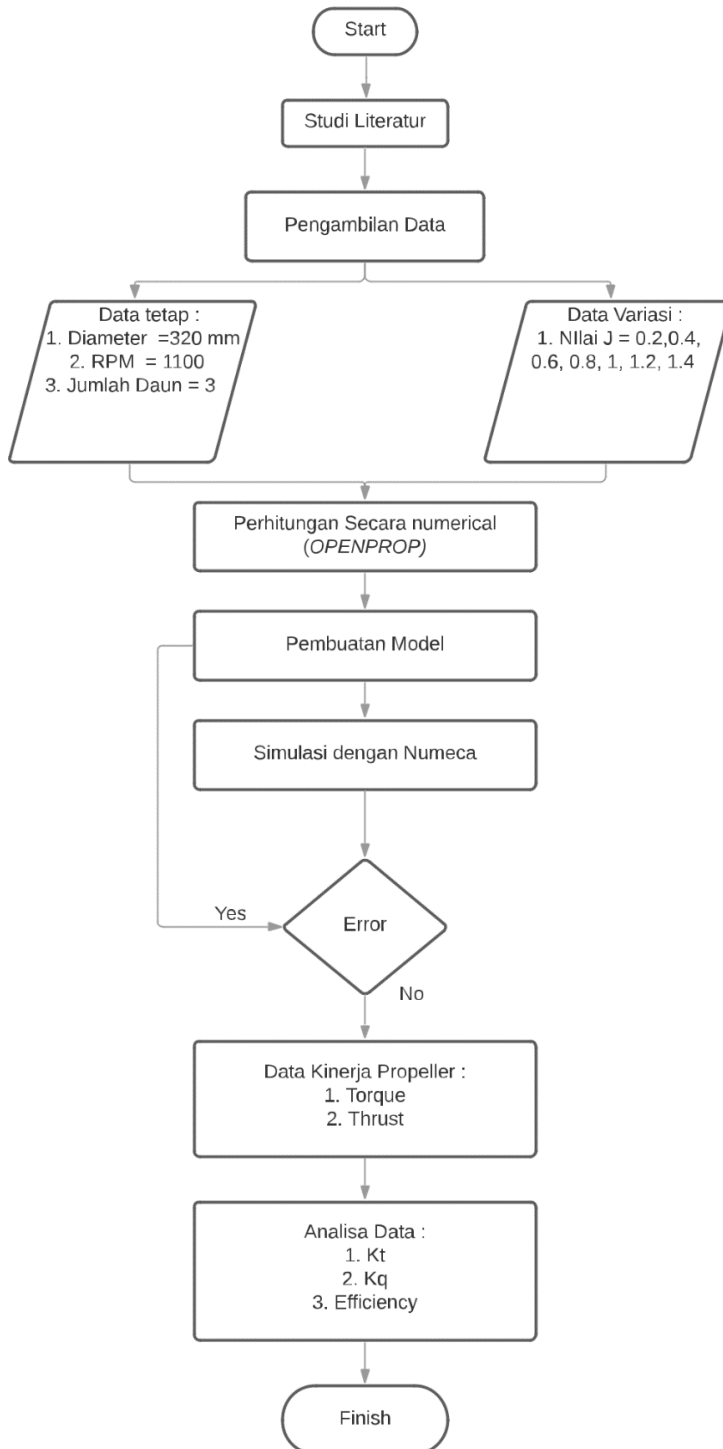 Start
Studi Literatur
Pengambilan Data
Data tetap :
1. Diameter =320 mm
2. RPM = 1100
3. Jumlah Daun = 3
Data Variasi :
1. NIlai J = 0.2,0.4,
0.6, 0.8, 1, 1.2, 1.4
Perhitungan Secara numerical
(OPENPROP)
Pembuatan Model
Simulasi dengan Numeca
Yes
Error
No
Data Kinerja Propeller :
1. Torque
2. Thrust
Analisa Data :
1. Kt
2. Kq
3. Efficiency
Finish